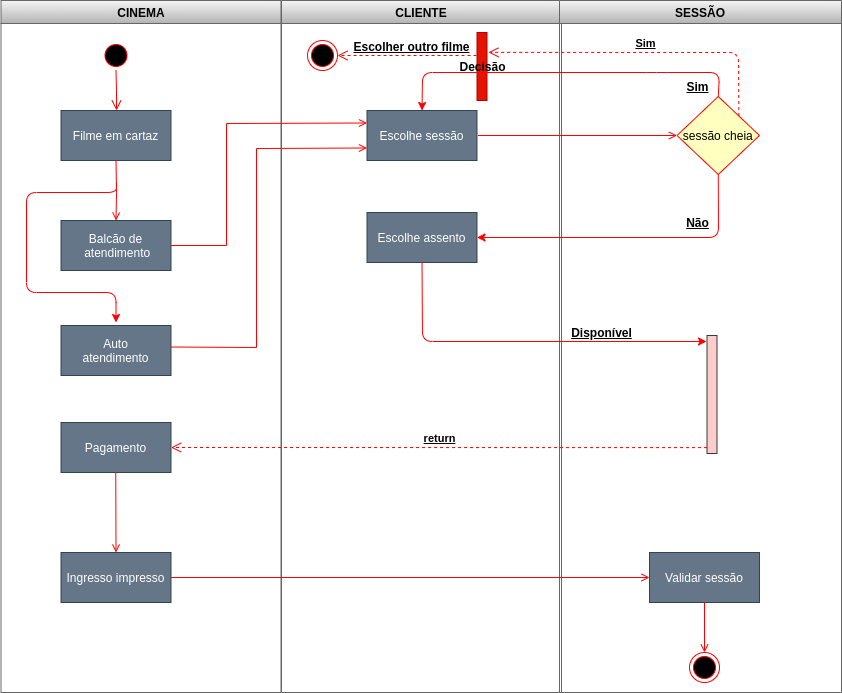 CINEMA
CLIENTE
SESSÃO
Escolher outro filme
Sim
Decisão
Sim
Filme em cartaz
Escolhe sessão
sessão cheia
Não
Balcão de
atendimento
Escolhe assento
Auto
atendimento
Disponível
return
Pagamento
Ingresso impresso
Validar sessão